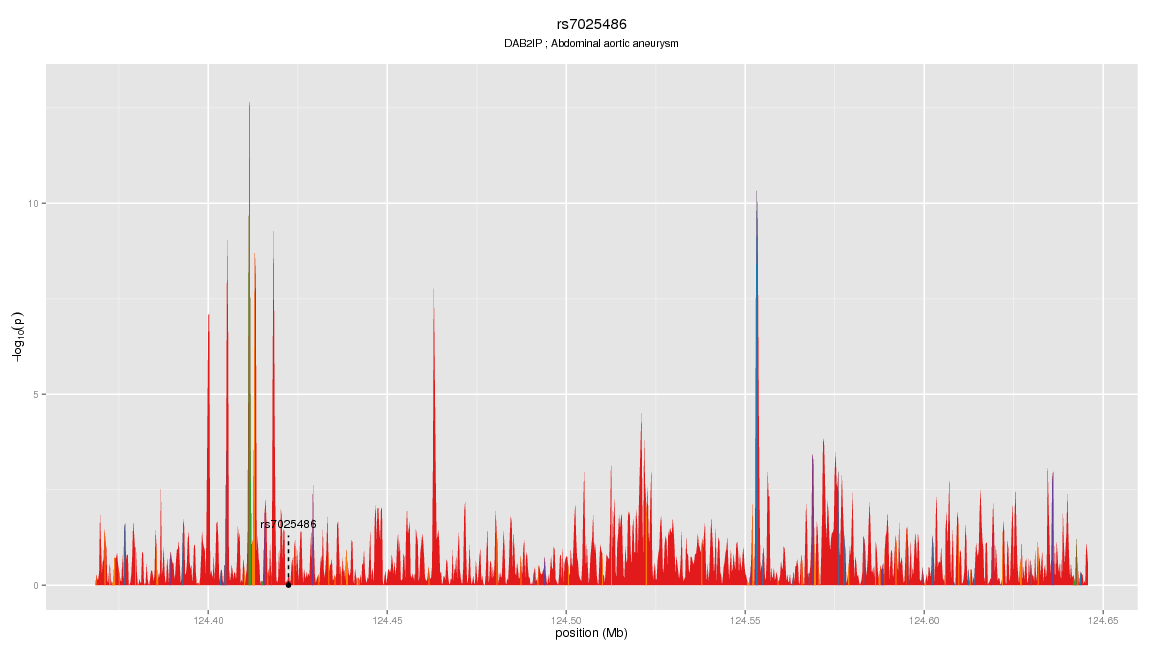 rs7025486
DAB2IP ; Abdominal aortic aneurysm
10
5
0
−log10(p)
rs7025486
124.40 124.45 124.50 124.55 124.60 124.65
position (Mb)